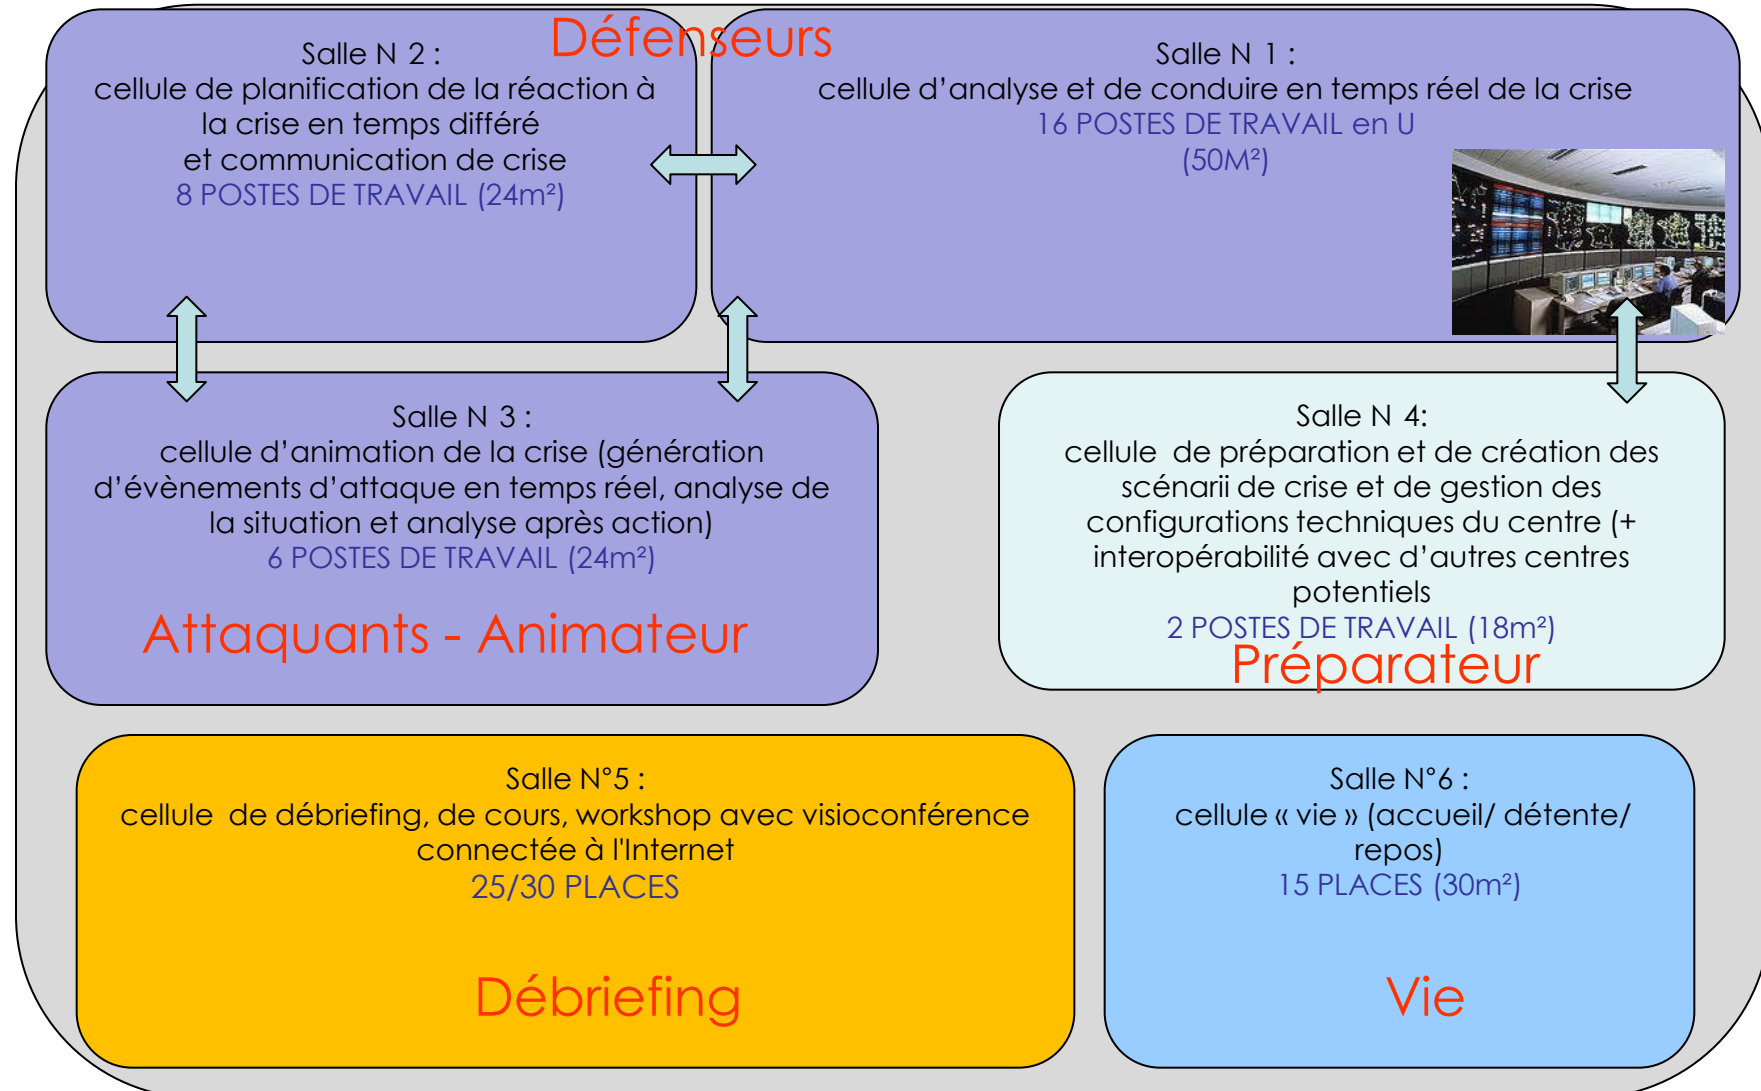 Défenseurs
Salle N 2 :
cellule de planification de la réaction à
la crise en temps différé
et communication de crise
8 POSTES DE TRAVAIL (24m²)
Salle N 1 :
cellule d’analyse et de conduire en temps réel de la crise
16 POSTES DE TRAVAIL en U
(50M²)
Salle N 3 :
cellule d’animation de la crise (génération
d’évènements d’attaque en temps réel, analyse de
la situation et analyse après action)
6 POSTES DE TRAVAIL (24m²)
Attaquants - Animateur
Salle N 4:
cellule de préparation et de création des
scénarii de crise et de gestion des
configurations techniques du centre (+
interopérabilité avec d’autres centres
potentiels
2 POSTES DE TRAVAIL (18m²)
Préparateur
Salle N°5 :
cellule de débriefing, de cours, workshop avec visioconférence
connectée à l'Internet
25/30 PLACES
Débriefing
Salle N°6 :
cellule « vie » (accueil/ détente/
repos)
15 PLACES (30m²)
Vie